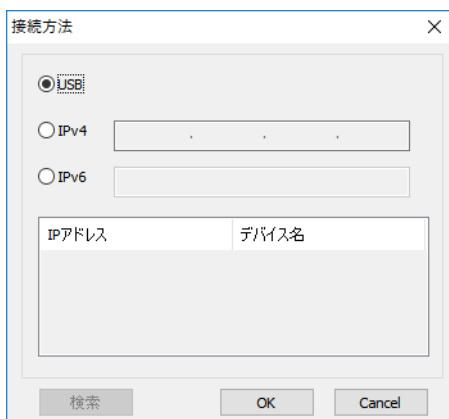 接続方法
USB
IPv4 . . .
IPv6
IPアドレス デバイス名
検索 OK Cancel